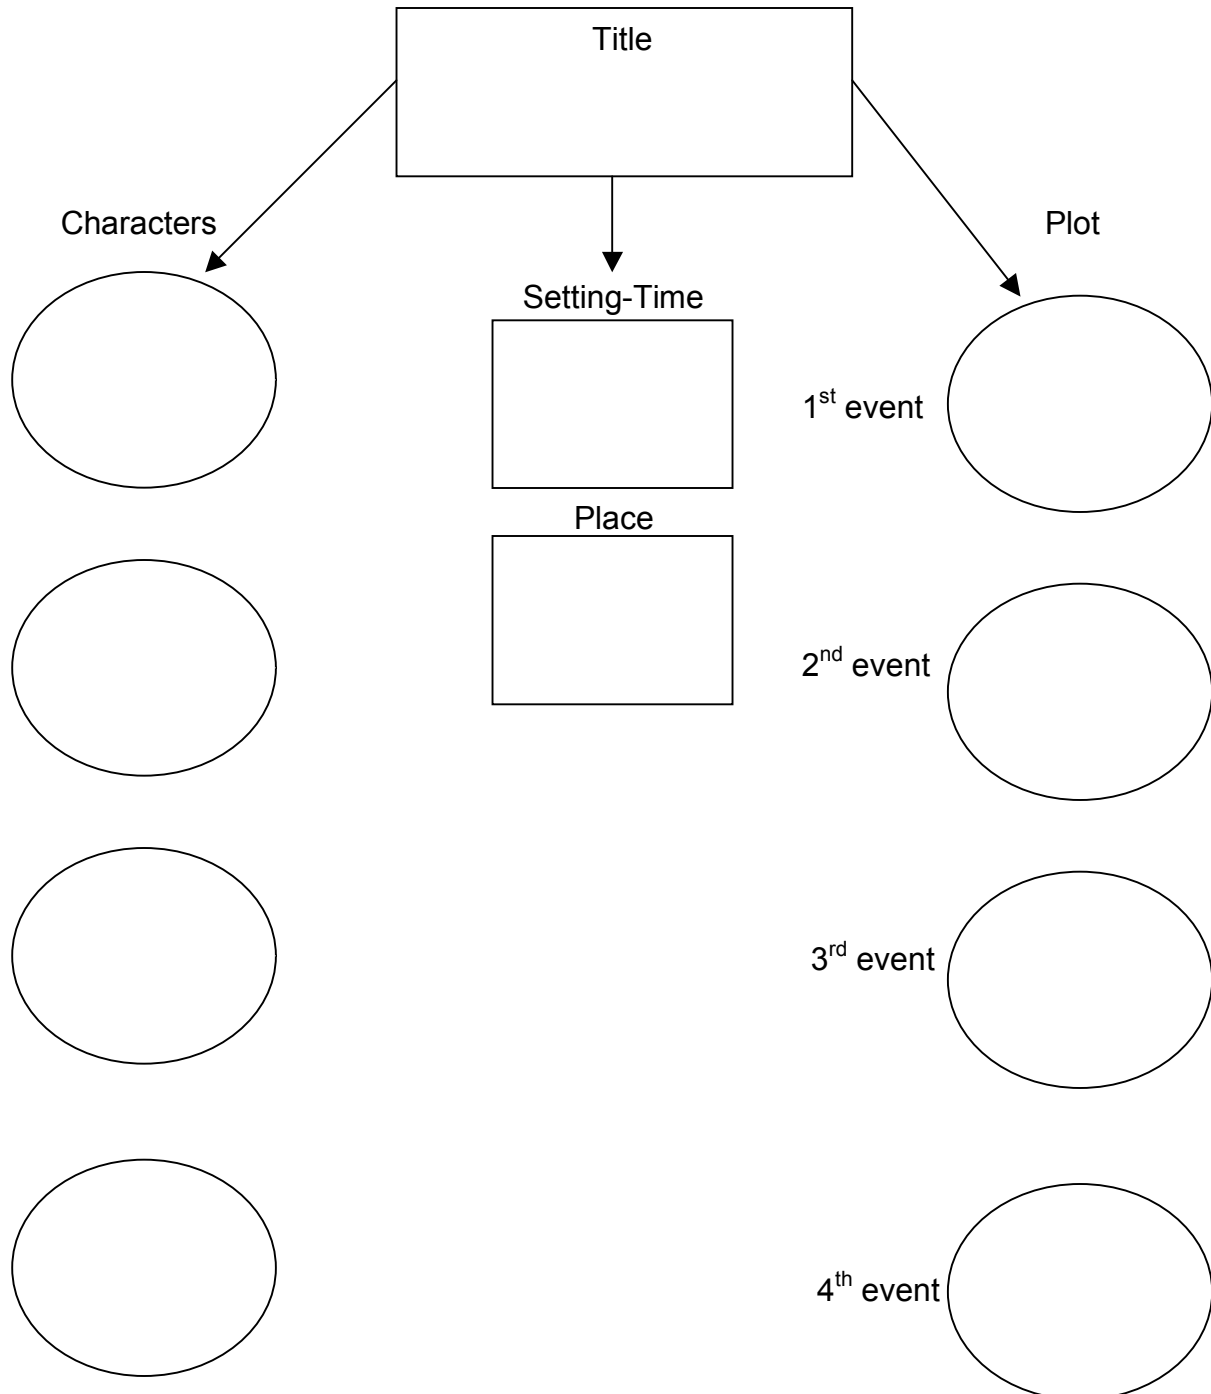 Title
Characters
Plot
Setting-Time
1st event
Place
2nd event
3rd event
4th event